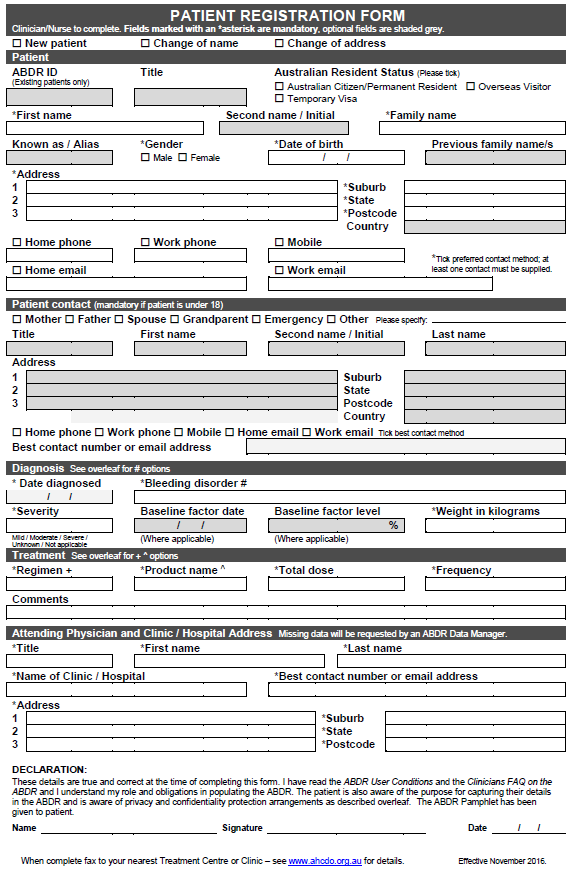 PATIENT REGISTRATION FORM
Clinician/Nurse to complete. Fields marked with an *asterisk are mandatory, optional fields are shaded grey.
☐ New patient ☐ Change of name ☐ Change of address
Patient
ABDR ID Title Australian Resident Status (Please tick)
(Existing patients only)
☐ Australian Citizen/Permanent Resident ☐ Overseas Visitor
☐ Temporary Visa
*First name Second name / Initial *Family name
Known as / Alias *Gender *Date of birth Previous family name/s
☐ Male ☐ Female / /
*Address
1 *Suburb
2 *State
3 *Postcode
Country
☐ Home phone ☐ Work phone ☐ Mobile
*Tick preferred contact method; at
least one contact must be supplied.
☐ Home email ☐ Work email
Patient contact (mandatory if patient is under 18)
☐ Mother ☐ Father ☐ Spouse ☐ Grandparent ☐ Emergency ☐ Other Please specify:
Title First name Second name / Initial Last name
Address
1 Suburb
2 State
3 Postcode
Country
☐ Home phone ☐ Work phone ☐ Mobile ☐ Home email ☐ Work email Tick best contact method
Best contact number or email address
Diagnosis See overleaf for # options
* Date diagnosed *Bleeding disorder #
/ /
*Severity Baseline factor date Baseline factor level *Weight in kilograms
/ / %
Mild / Moderate / Severe / (Where applicable) (Where applicable)
Unknown / Not applicable
Treatment See overleaf for + ^ options
*Regimen + *Product name ^ *Total dose *Frequency
Comments
Attending Physician and Clinic / Hospital Address Missing data will be requested by an ABDR Data Manager.
*Title *First name *Last name
*Name of Clinic / Hospital *Best contact number or email address
*Address
1 *Suburb
2 *State
3 *Postcode
DECLARATION:
These details are true and correct at the time of completing this form. I have read the ABDR User Conditions and the Clinicians FAQ on the
ABDR and I understand my role and obligations in populating the ABDR. The patient is also aware of the purpose for capturing their details
in the ABDR and is aware of privacy and confidentiality protection arrangements as described overleaf. The ABDR Pamphlet has been
given to patient.
Name Signature Date / /
When complete fax to your nearest Treatment Centre or Clinic – see www.ahcdo.org.au for details. Effective November 2016.